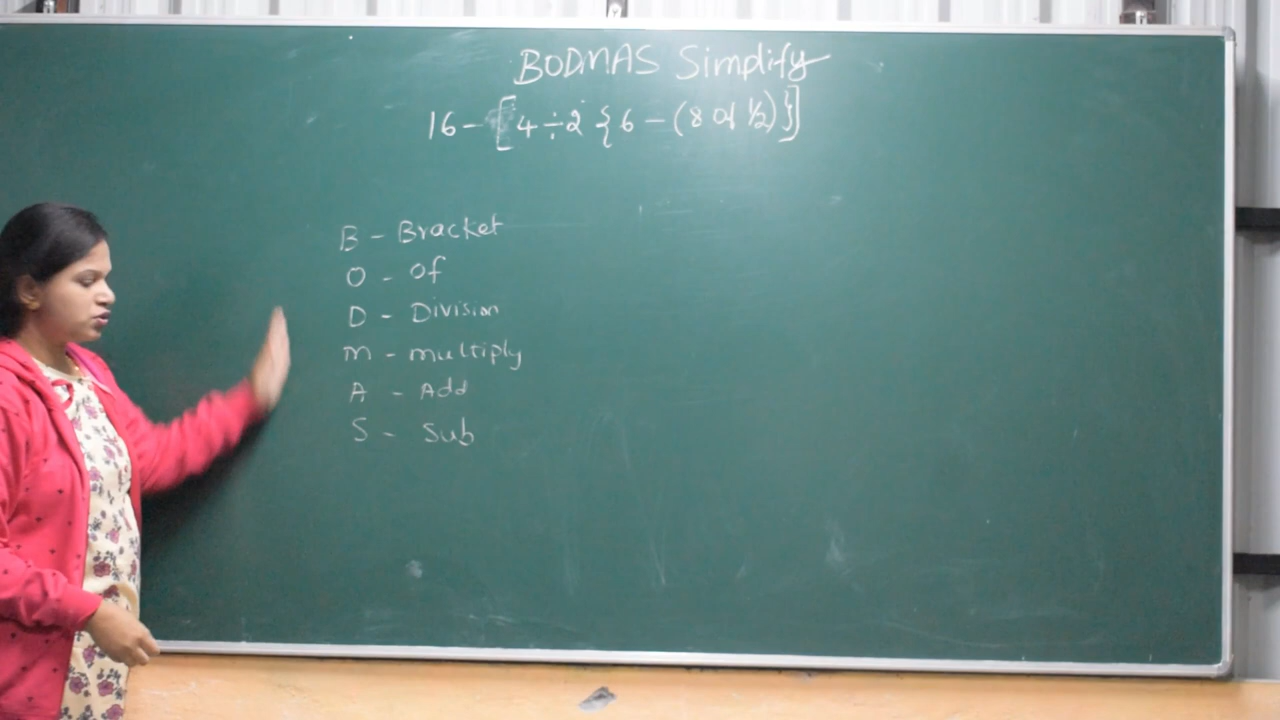 BODMAS Simplify
16 - [4 ÷ 2 {6 - (8 of ½)}]
B - Bracket
O - Of
D - Division
M - multiply
A - Add
S - Sub